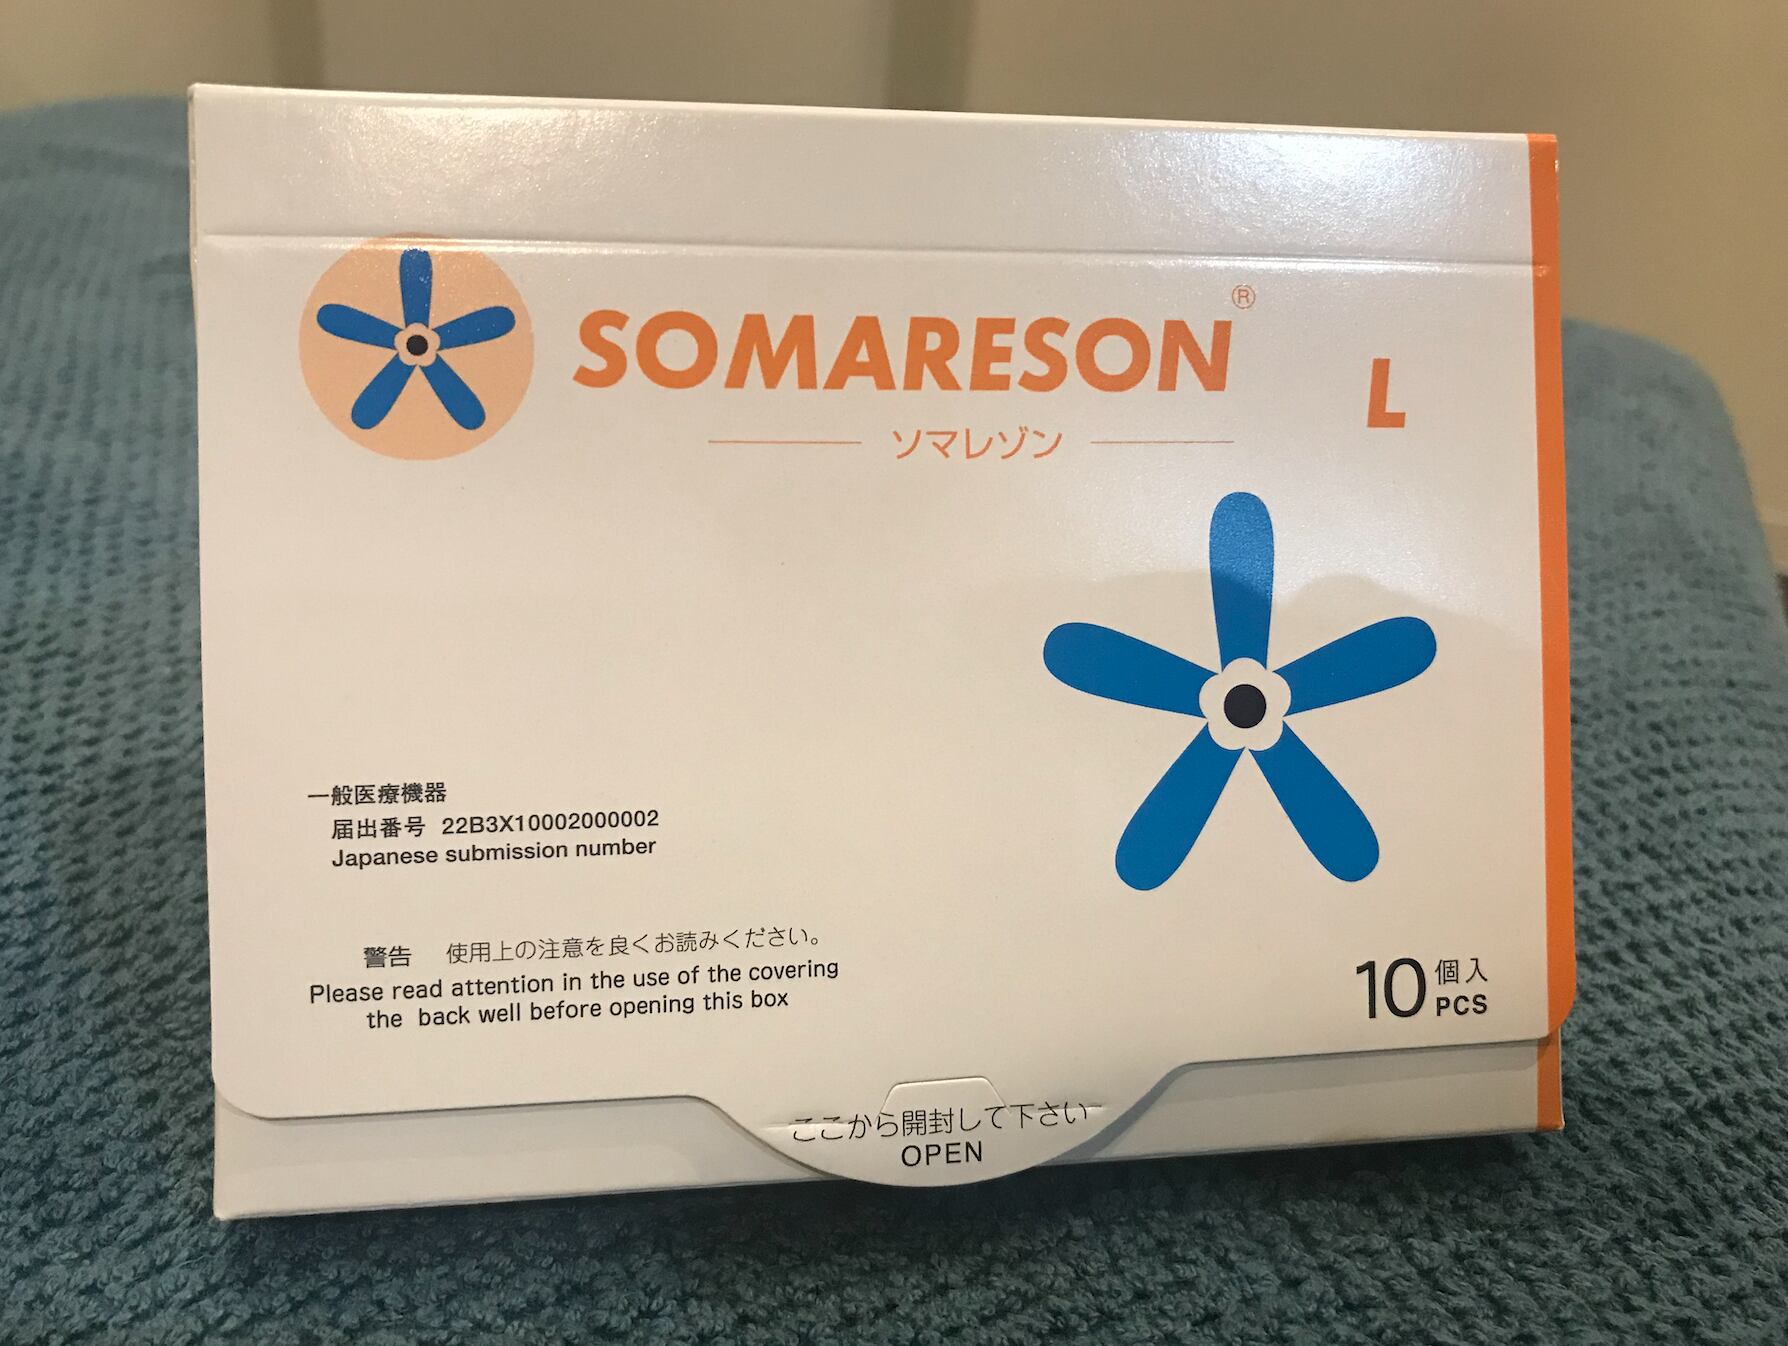 SOMARESON®
L
ソマレゾン
一般医療機器
届出番号 22B3X10002000002
Japanese submission number
警告 使用上の注意を良くお読みください。
Please read attention in the use of the covering
the back well before opening this box
10 個入
PCS
ここから開封して下さい
OPEN